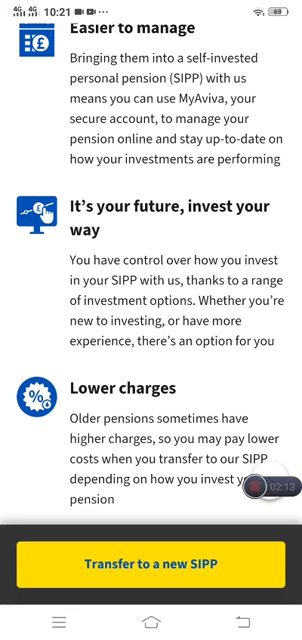 4G 4G 10:21 69
Easier to manage
Bringing them into a self-invested
personal pension (SIPP) with us
means you can use MyAviva, your
secure account, to manage your
pension online and stay up-to-date on
how your investments are performing
It's your future, invest your
way
You have control over how you invest
in your SIPP with us, thanks to a range
of investment options. Whether you're
new to investing, or have more
experience, there's an option for you
Lower charges
Older pensions sometimes have
higher charges, so you may pay lower
costs when you transfer to our SIPP
depending on how you invest
02:13
pension
Transfer to a new SIPP